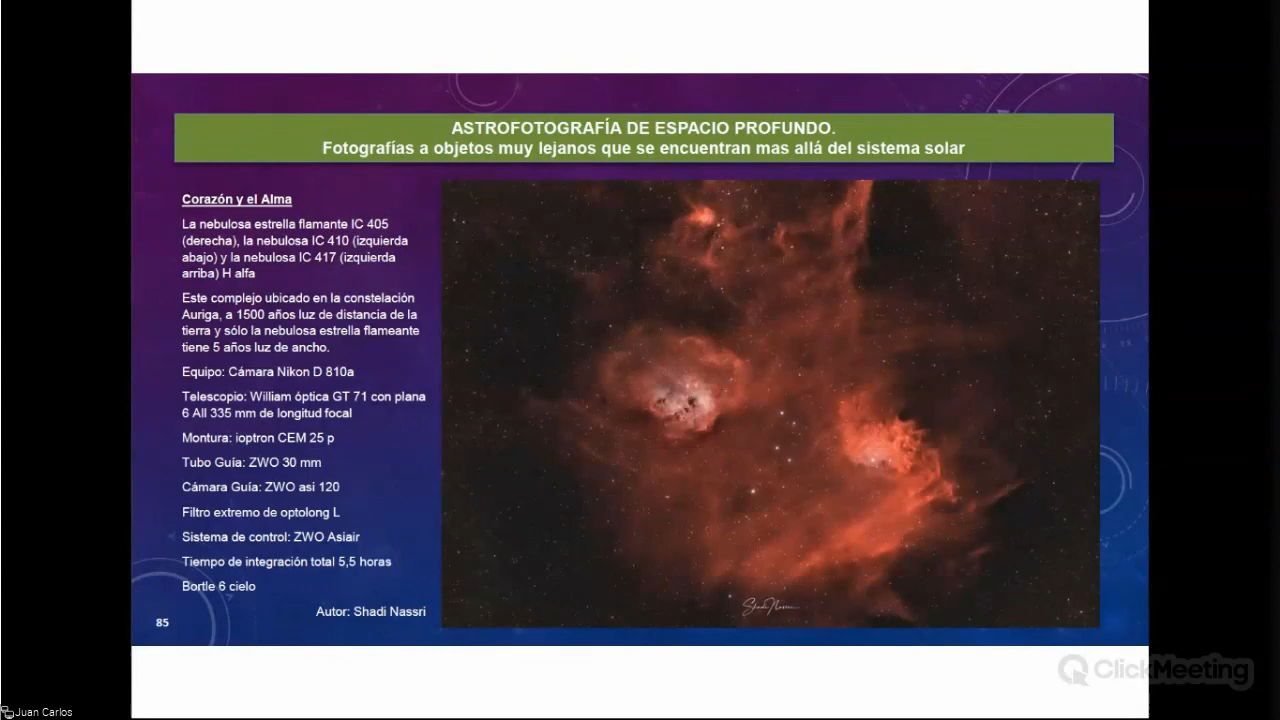 ASTROFOTOGRAFÍA DE ESPACIO PROFUNDO.
Fotografías a objetos muy lejanos que se encuentran mas allá del sistema solar
Corazón y el Alma
La nebulosa estrella flamante IC 405
(derecha), la nebulosa IC 410 (izquierda
abajo) y la nebulosa IC 417 (izquierda
arriba) H alfa
Este complejo ubicado en la constelación
Auriga, a 1500 años luz de distancia de la
tierra y sólo la nebulosa estrella flameante
tiene 5 años luz de ancho.
Equipo: Cámara Nikon D 810a
Telescopio: William óptica GT 71 con plana
6 All 335 mm de longitud focal
Montura: ioptron CEM 25 p
Tubo Guía: ZWO 30 mm
Cámara Guía: ZWO asi 120
Filtro extremo de optolong L
Sistema de control: ZWO Asiair
Tiempo de integración total 5,5 horas
Bortle 6 cielo
Autor: Shadi Nassri
85
ClickMeeting
Juan Carlos